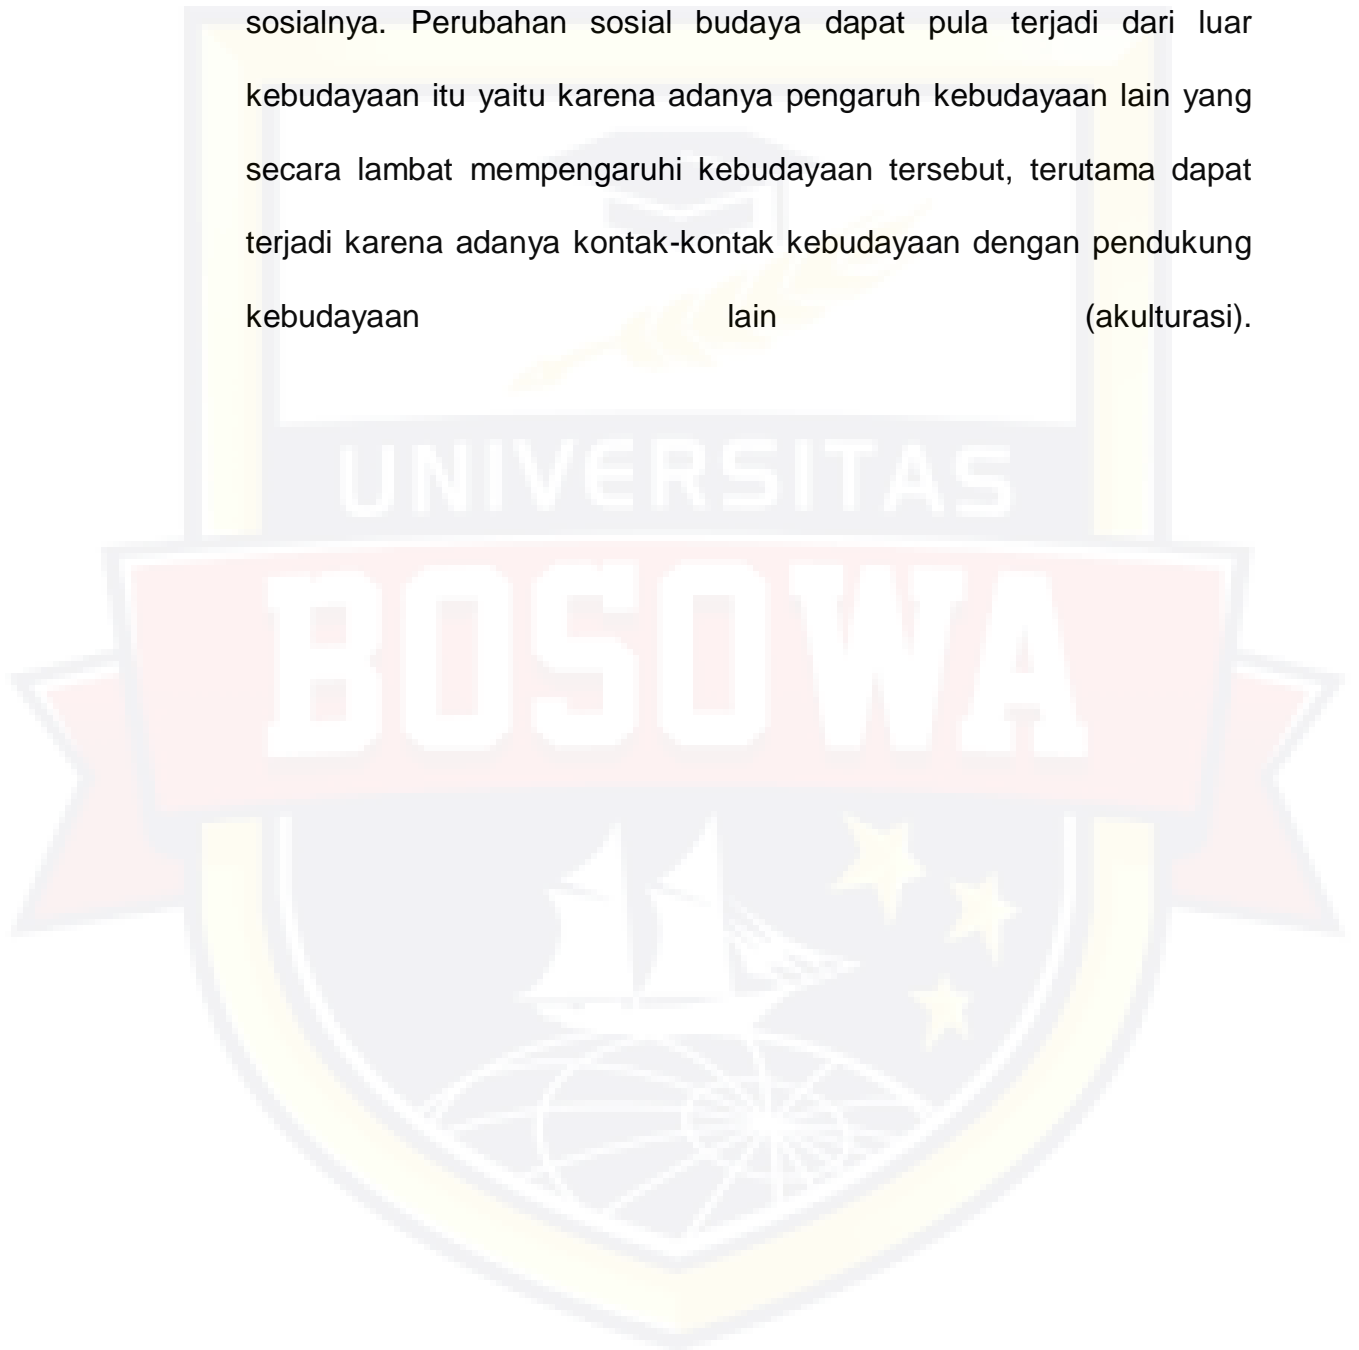 sosialnya. Perubahan sosial budaya dapat pula terjadi dari luar
kebudayaan itu yaitu karena adanya pengaruh kebudayaan lain yang
secara lambat mempengaruhi kebudayaan tersebut, terutama dapat
terjadi karena adanya kontak-kontak kebudayaan dengan pendukung
kebudayaan lain (akulturasi).
UNIVERSITAS
BOSOWA